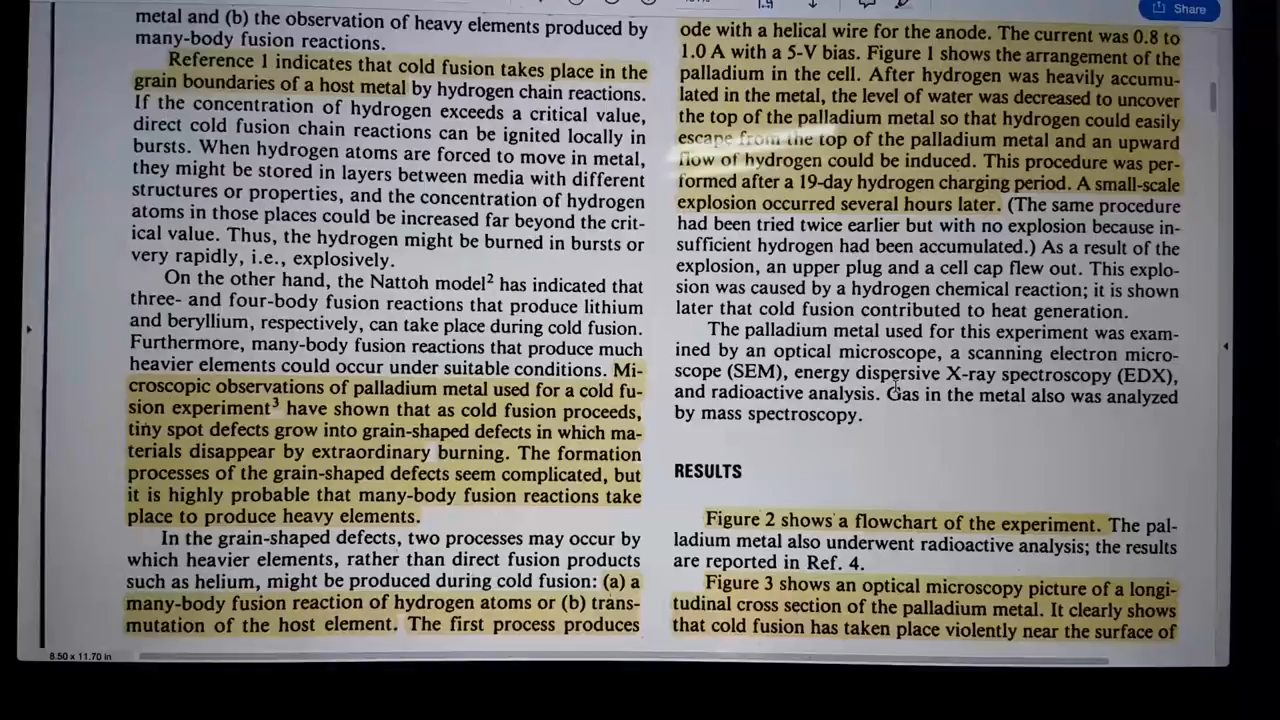 Share
metal and (b) the observation of heavy elements produced by
many-body fusion reactions.
Reference 1 indicates that cold fusion takes place in the
grain boundaries of a host metal by hydrogen chain reactions.
If the concentration of hydrogen exceeds a critical value,
direct cold fusion chain reactions can be ignited locally in
bursts. When hydrogen atoms are forced to move in metal,
they might be stored in layers between media with different
structures or properties, and the concentration of hydrogen
atoms in those places could be increased far beyond the crit-
ical value. Thus, the hydrogen might be burned in bursts or
very rapidly, i.e., explosively.
On the other hand, the Nattoh model2 has indicated that
three- and four-body fusion reactions that produce lithium
and beryllium, respectively, can take place during cold fusion.
Furthermore, many-body fusion reactions that produce much
heavier elements could occur under suitable conditions. Mi-
croscopic observations of palladium metal used for a cold fu-
sion experiment3 have shown that as cold fusion proceeds,
tiny spot defects grow into grain-shaped defects in which ma-
terials disappear by extraordinary burning. The formation
processes of the grain-shaped defects seem complicated, but
it is highly probable that many-body fusion reactions take
place to produce heavy elements.
In the grain-shaped defects, two processes may occur by
which heavier elements, rather than direct fusion products
such as helium, might be produced during cold fusion: (a) a
many-body fusion reaction of hydrogen atoms or (b) trans-
mutation of the host element. The first process produces
ode with a helical wire for the anode. The current was 0.8 to
1.0 A with a 5-V bias. Figure 1 shows the arrangement of the
palladium in the cell. After hydrogen was heavily accumu-
lated in the metal, the level of water was decreased to uncover
the top of the palladium metal so that hydrogen could easily
escape from the top of the palladium metal and an upward
flow of hydrogen could be induced. This procedure was per-
formed after a 19-day hydrogen charging period. A small-scale
explosion occurred several hours later. (The same procedure
had been tried twice earlier but with no explosion because in-
sufficient hydrogen had been accumulated.) As a result of the
explosion, an upper plug and a cell cap flew out. This explo-
sion was caused by a hydrogen chemical reaction; it is shown
later that cold fusion contributed to heat generation.
The palladium metal used for this experiment was exam-
ined by an optical microscope, a scanning electron micro-
scope (SEM), energy dispersive X-ray spectroscopy (EDX),
and radioactive analysis. Gas in the metal also was analyzed
by mass spectroscopy.
RESULTS
Figure 2 shows a flowchart of the experiment. The pal-
ladium metal also underwent radioactive analysis; the results
are reported in Ref. 4.
Figure 3 shows an optical microscopy picture of a longi-
tudinal cross section of the palladium metal. It clearly shows
that cold fusion has taken place violently near the surface of
8.50 x 11.70 in